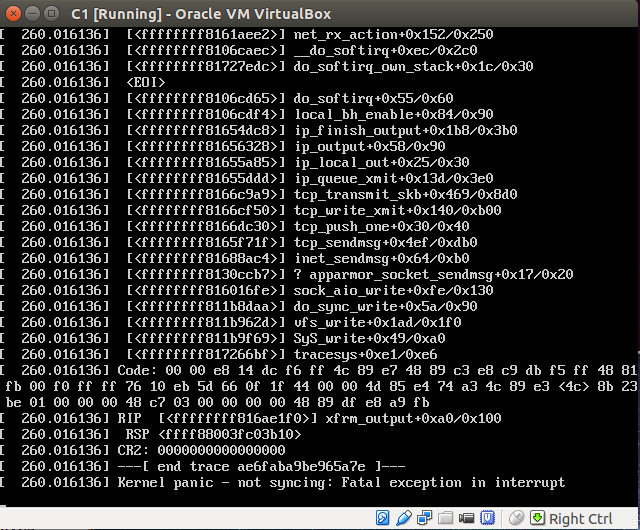 C1 [Running] - Oracle VM VirtualBox
[  260.016136]  [<ffffffff8161aee2>] net_rx_action+0x152/0x250
[  260.016136]  [<ffffffff8106caec>] __do_softirq+0xec/0x2c0
[  260.016136]  [<ffffffff81727edc>] do_softirq_own_stack+0x1c/0x30
[  260.016136]  <EOI>
[  260.016136]  [<ffffffff8106cd65>] do_softirq+0x55/0x60
[  260.016136]  [<ffffffff8106cdf4>] local_bh_enable+0x84/0x90
[  260.016136]  [<ffffffff81654dc8>] ip_finish_output+0x1b8/0x3b0
[  260.016136]  [<ffffffff81656328>] ip_output+0x58/0x90
[  260.016136]  [<ffffffff81655a85>] ip_local_out+0x25/0x30
[  260.016136]  [<ffffffff81655ddd>] ip_queue_xmit+0x13d/0x3e0
[  260.016136]  [<ffffffff8166c9a9>] tcp_transmit_skb+0x469/0x8d0
[  260.016136]  [<ffffffff8166cf50>] tcp_write_xmit+0x140/0xb00
[  260.016136]  [<ffffffff8166dc30>] tcp_push_one+0x30/0x40
[  260.016136]  [<ffffffff8165f71f>] tcp_sendmsg+0x4ef/0xdb0
[  260.016136]  [<ffffffff81688ac4>] inet_sendmsg+0x64/0xb0
[  260.016136]  [<ffffffff8130ccb7>] ? apparmor_socket_sendmsg+0x17/0x20
[  260.016136]  [<ffffffff816016fe>] sock_aio_write+0xfe/0x130
[  260.016136]  [<ffffffff811b8daa>] do_sync_write+0x5a/0x90
[  260.016136]  [<ffffffff811b962d>] vfs_write+0x1ad/0x1f0
[  260.016136]  [<ffffffff811b9f69>] SyS_write+0x49/0xa0
[  260.016136]  [<ffffffff817266bf>] tracesys+0xe1/0xe6
[  260.016136] Code: 00 00 e8 14 dc f6 ff 4c 89 e7 48 89 c3 e8 c9 db f5 ff 48 81
fb 00 f0 ff ff 76 10 eb 5d 66 0f 1f 44 00 00 4d 85 e4 74 a3 4c 89 e3 <4c> 8b 23
be 01 00 00 00 48 c7 03 00 00 00 00 48 89 df e8 a9 fb
[  260.016136] RIP  [<ffffffff816ae1f0>] xfrm_output+0xa0/0x100
[  260.016136]  RSP <ffff88003fc03b10>
[  260.016136] CR2: 0000000000000000
[  260.016136] ---[ end trace ae6faba9be965a7e ]---
[  260.016136] Kernel panic - not syncing: Fatal exception in interrupt
Right Ctrl